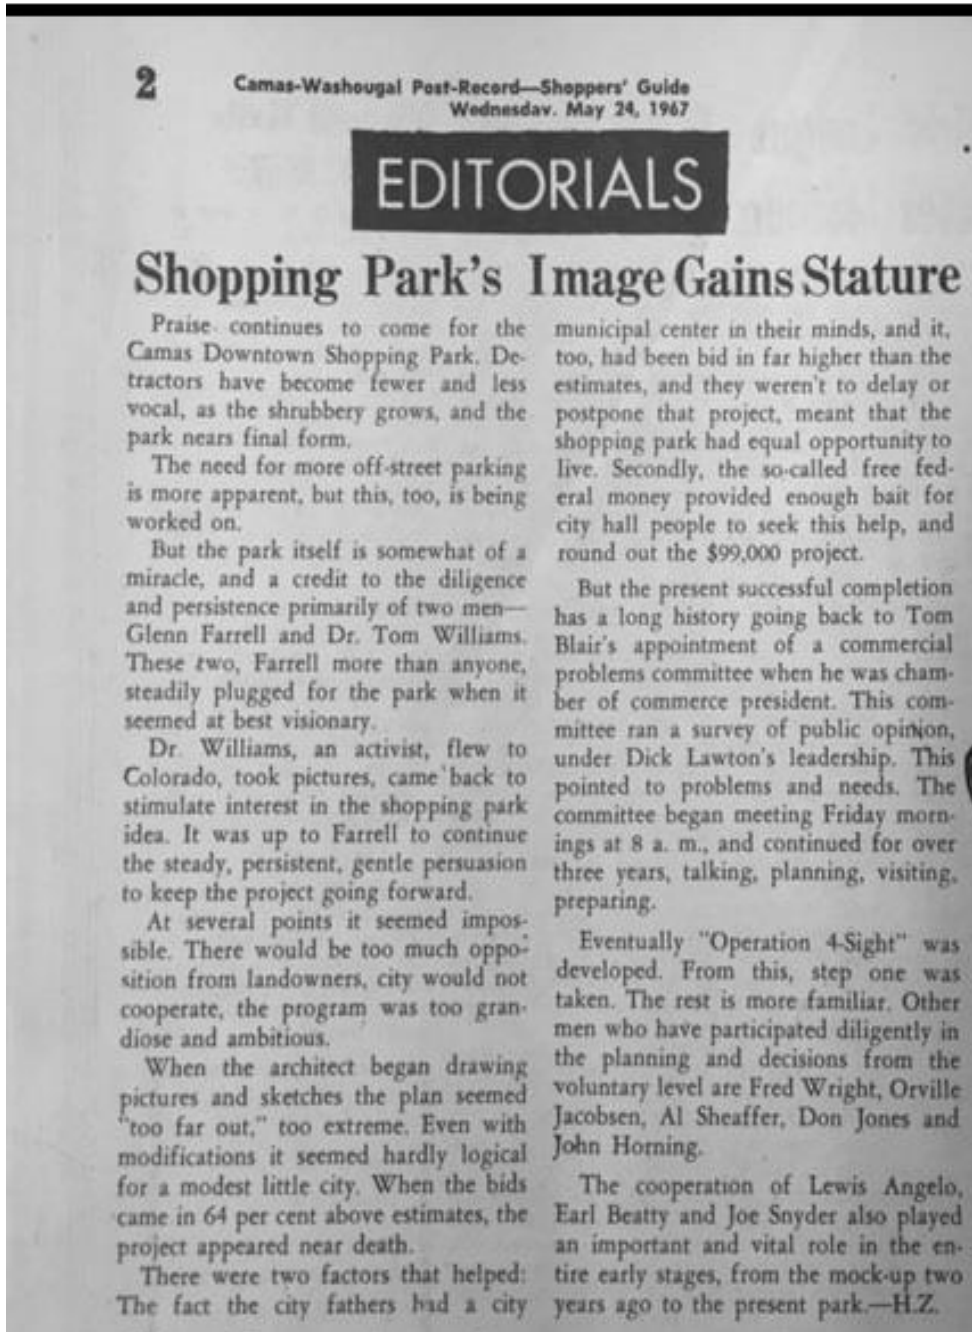 2
Camas-Washougal Post-Record—Shoppers' Guide
Wednesday. May 24, 1967
EDITORIALS
Shopping Park's Image Gains Stature
Praise continues to come for the
Camas Downtown Shopping Park. De-
tractors have become fewer and less
vocal, as the shrubbery grows, and the
park nears final form.
The need for more off-street parking
is more apparent, but this, too, is being
worked on.
But the park itself is somewhat of a
miracle, and a credit to the diligence
and persistence primarily of two men—
Glenn Farrell and Dr. Tom Williams.
These two, Farrell more than anyone,
steadily plugged for the park when it
seemed at best visionary.
Dr. Williams, an activist, flew to
Colorado, took pictures, came back to
stimulate interest in the shopping park
idea. It was up to Farrell to continue
the steady, persistent, gentle persuasion
to keep the project going forward.
At several points it seemed impos-
sible. There would be too much oppo-
sition from landowners, city would not
cooperate, the program was too gran-
diose and ambitious.
When the architect began drawing
pictures and sketches the plan seemed
"too far out," too extreme. Even with
modifications it seemed hardly logical
for a modest little city. When the bids
came in 64 per cent above estimates, the
project appeared near death.
There were two factors that helped:
The fact the city fathers had a city
municipal center in their minds, and it,
too, had been bid in far higher than the
estimates, and they weren't to delay or
postpone that project, meant that the
shopping park had equal opportunity to
live. Secondly, the so-called free fed-
eral money provided enough bait for
city hall people to seek this help, and
round out the $99,000 project.
But the present successful completion
has a long history going back to Tom
Blair's appointment of a commercial
problems committee when he was cham-
ber of commerce president. This com-
mittee ran a survey of public opinion,
under Dick Lawton's leadership. This
pointed to problems and needs. The
committee began meeting Friday morn-
ings at 8 a. m., and continued for over
three years, talking, planning, visiting,
preparing.
Eventually "Operation 4-Sight" was
developed. From this, step one was
taken. The rest is more familiar. Other
men who have participated diligently in
the planning and decisions from the
voluntary level are Fred Wright, Orville
Jacobsen, Al Sheaffer, Don Jones and
John Horning.
The cooperation of Lewis Angelo,
Earl Beatty and Joe Snyder also played
an important and vital role in the en-
tire early stages, from the mock-up two
years ago to the present park.—H.Z.